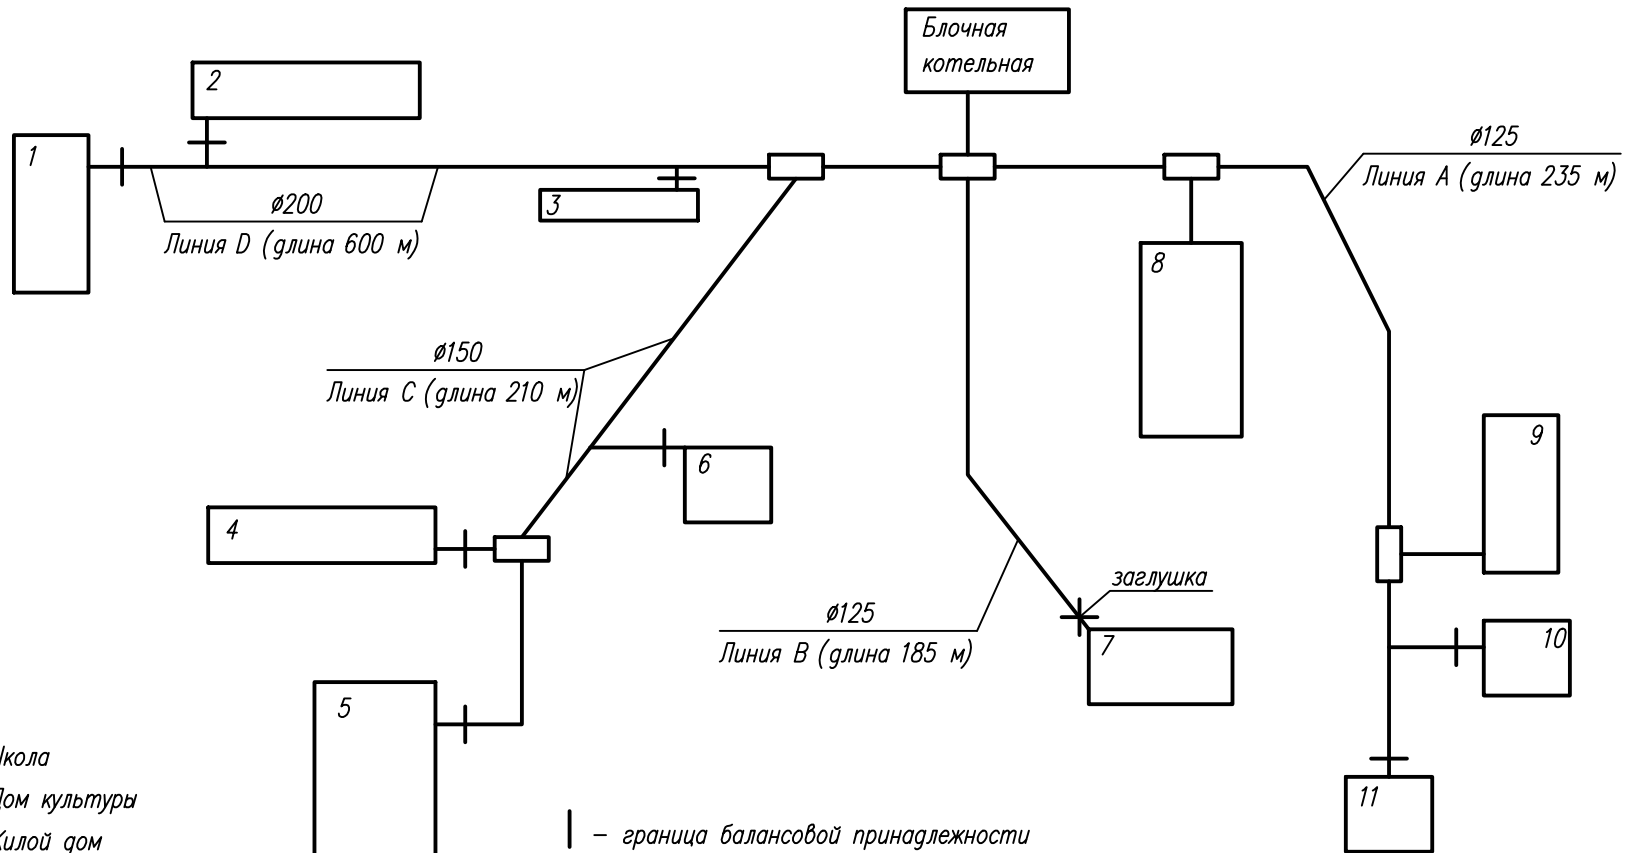 Блочная
котельная
2
1
ø125
Линия А (длина 235 м)
ø200
3
Линия D (длина 600 м)
8
ø150
Линия С (длина 210 м)
9
6
4
заглушка
ø125
Линия В (длина 185 м)
7
10
5
11
культуры
дом
– граница балансовой принадлежности